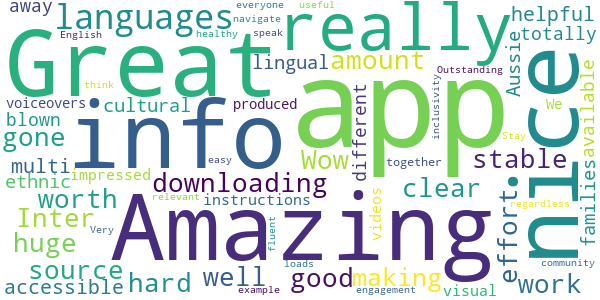 away
languages
English
navigate
everyone
useful
healthy
speak
really
helpful
totally
Great
lingual
amount
Outstanding
Aussie
voiceovers
cultural
produced
info
app
nice
inclusivity
We
available
blown
gone
think
easy
Wow
different
together
Stay
stable
families
multi
ethnic
impressed
downloading
relevant
clear
effort
regardless
worth
instructions
Inter
Very
Amazing
videos
huge
fluent
source
accessible
hard
well
loads
good
making
example
engagement
visual
community
work